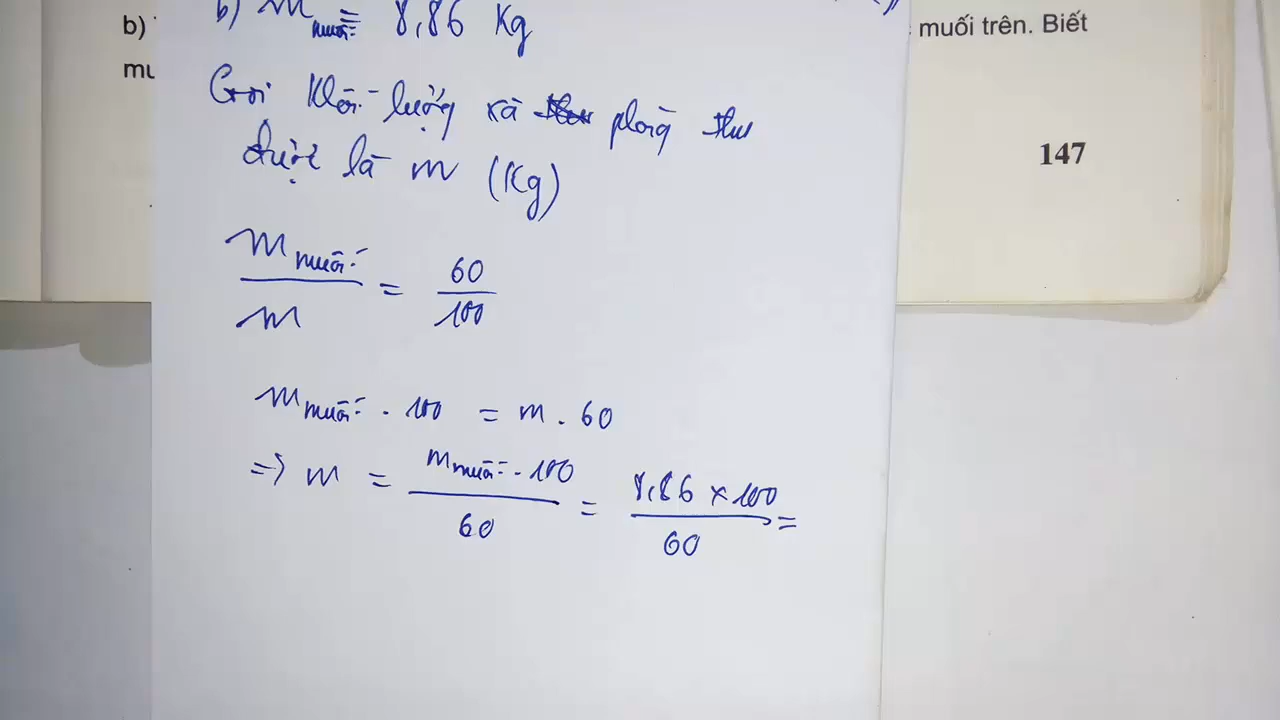 b)
muối trên. Biết
mu
147
b) m muối = 8,86 Kg
Gọi khối lượng xà phòng thu
được là m (Kg)
m muối / m = 60 / 100
m muối . 100 = m . 60
=> m = m muối . 100 / 60 = 8,86 x 100 / 60 =